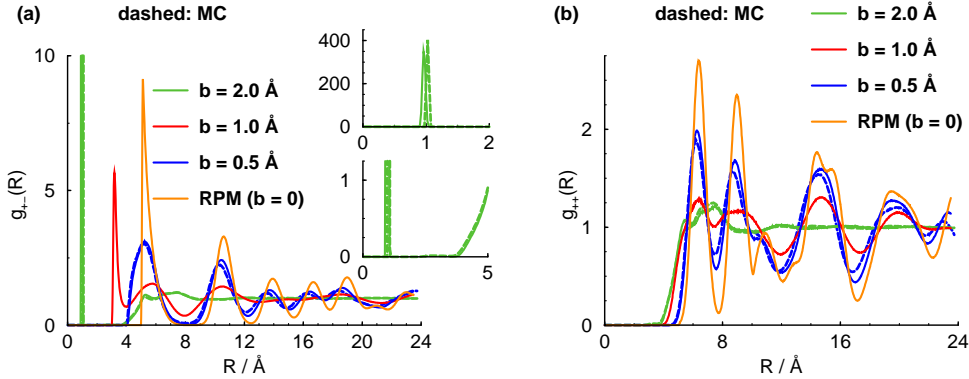 (a) dashed: MC
10
5
0
g+−(R)
b = 2.0 Å
b = 1.0 Å
b = 0.5 Å
RPM (b = 0)
400
200
0
0 1 2
1
0
0 5
0 4 8 12 16 20 24
R / Å
(b) dashed: MC
b = 2.0 Å
b = 1.0 Å
b = 0.5 Å
RPM (b = 0)
2
1
0
g++(R)
0 8 16 24
R / Å